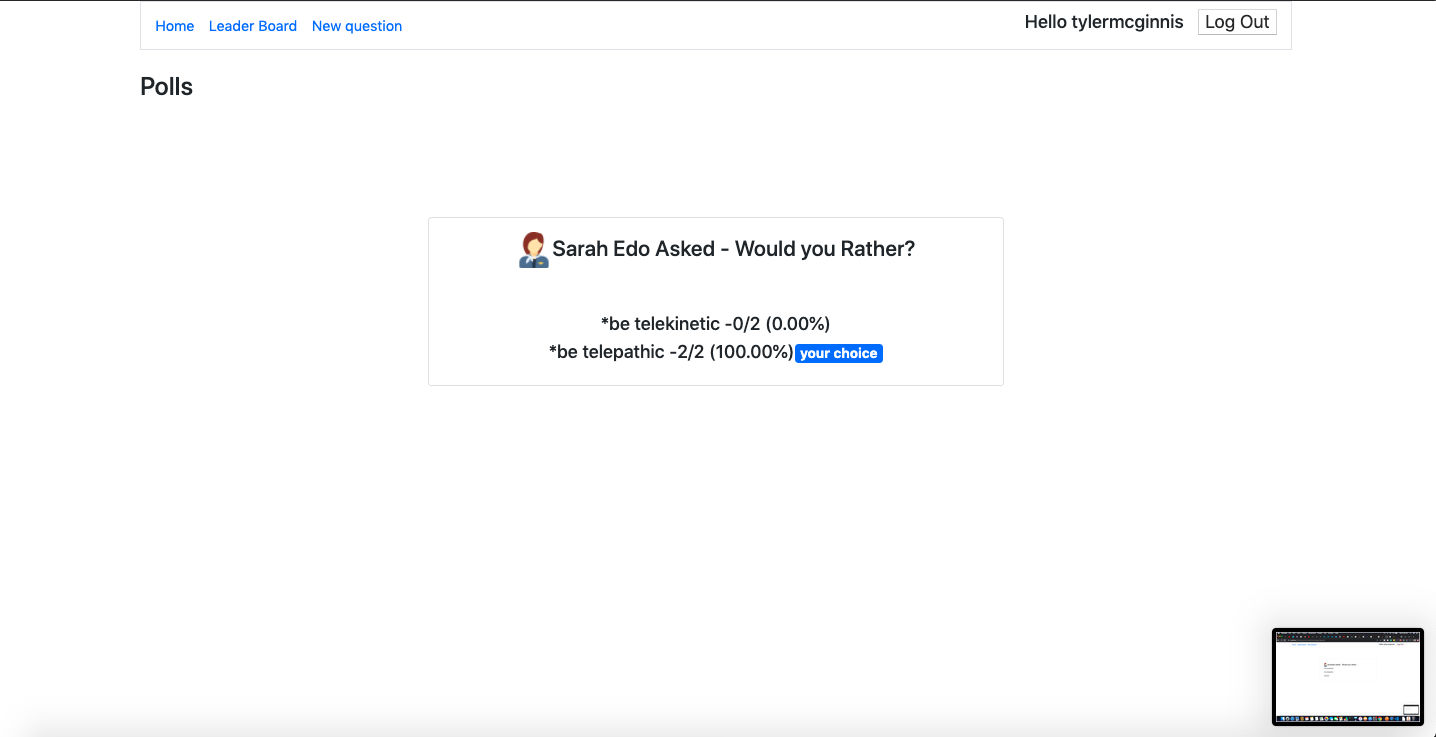 Home Leader Board New question Hello tylermcginnis Log Out
Polls
Sarah Edo Asked - Would you Rather?
*be telekinetic -0/2 (0.00%)
*be telepathic -2/2 (100.00%) your choice